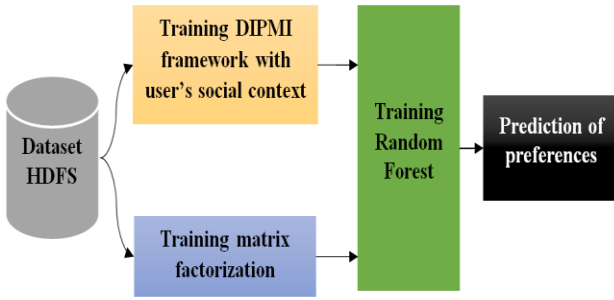 Dataset
HDFS
Training DIPMI
framework with
user's social context
Training matrix
factorization
Training
Random
Forest
Prediction of
preferences